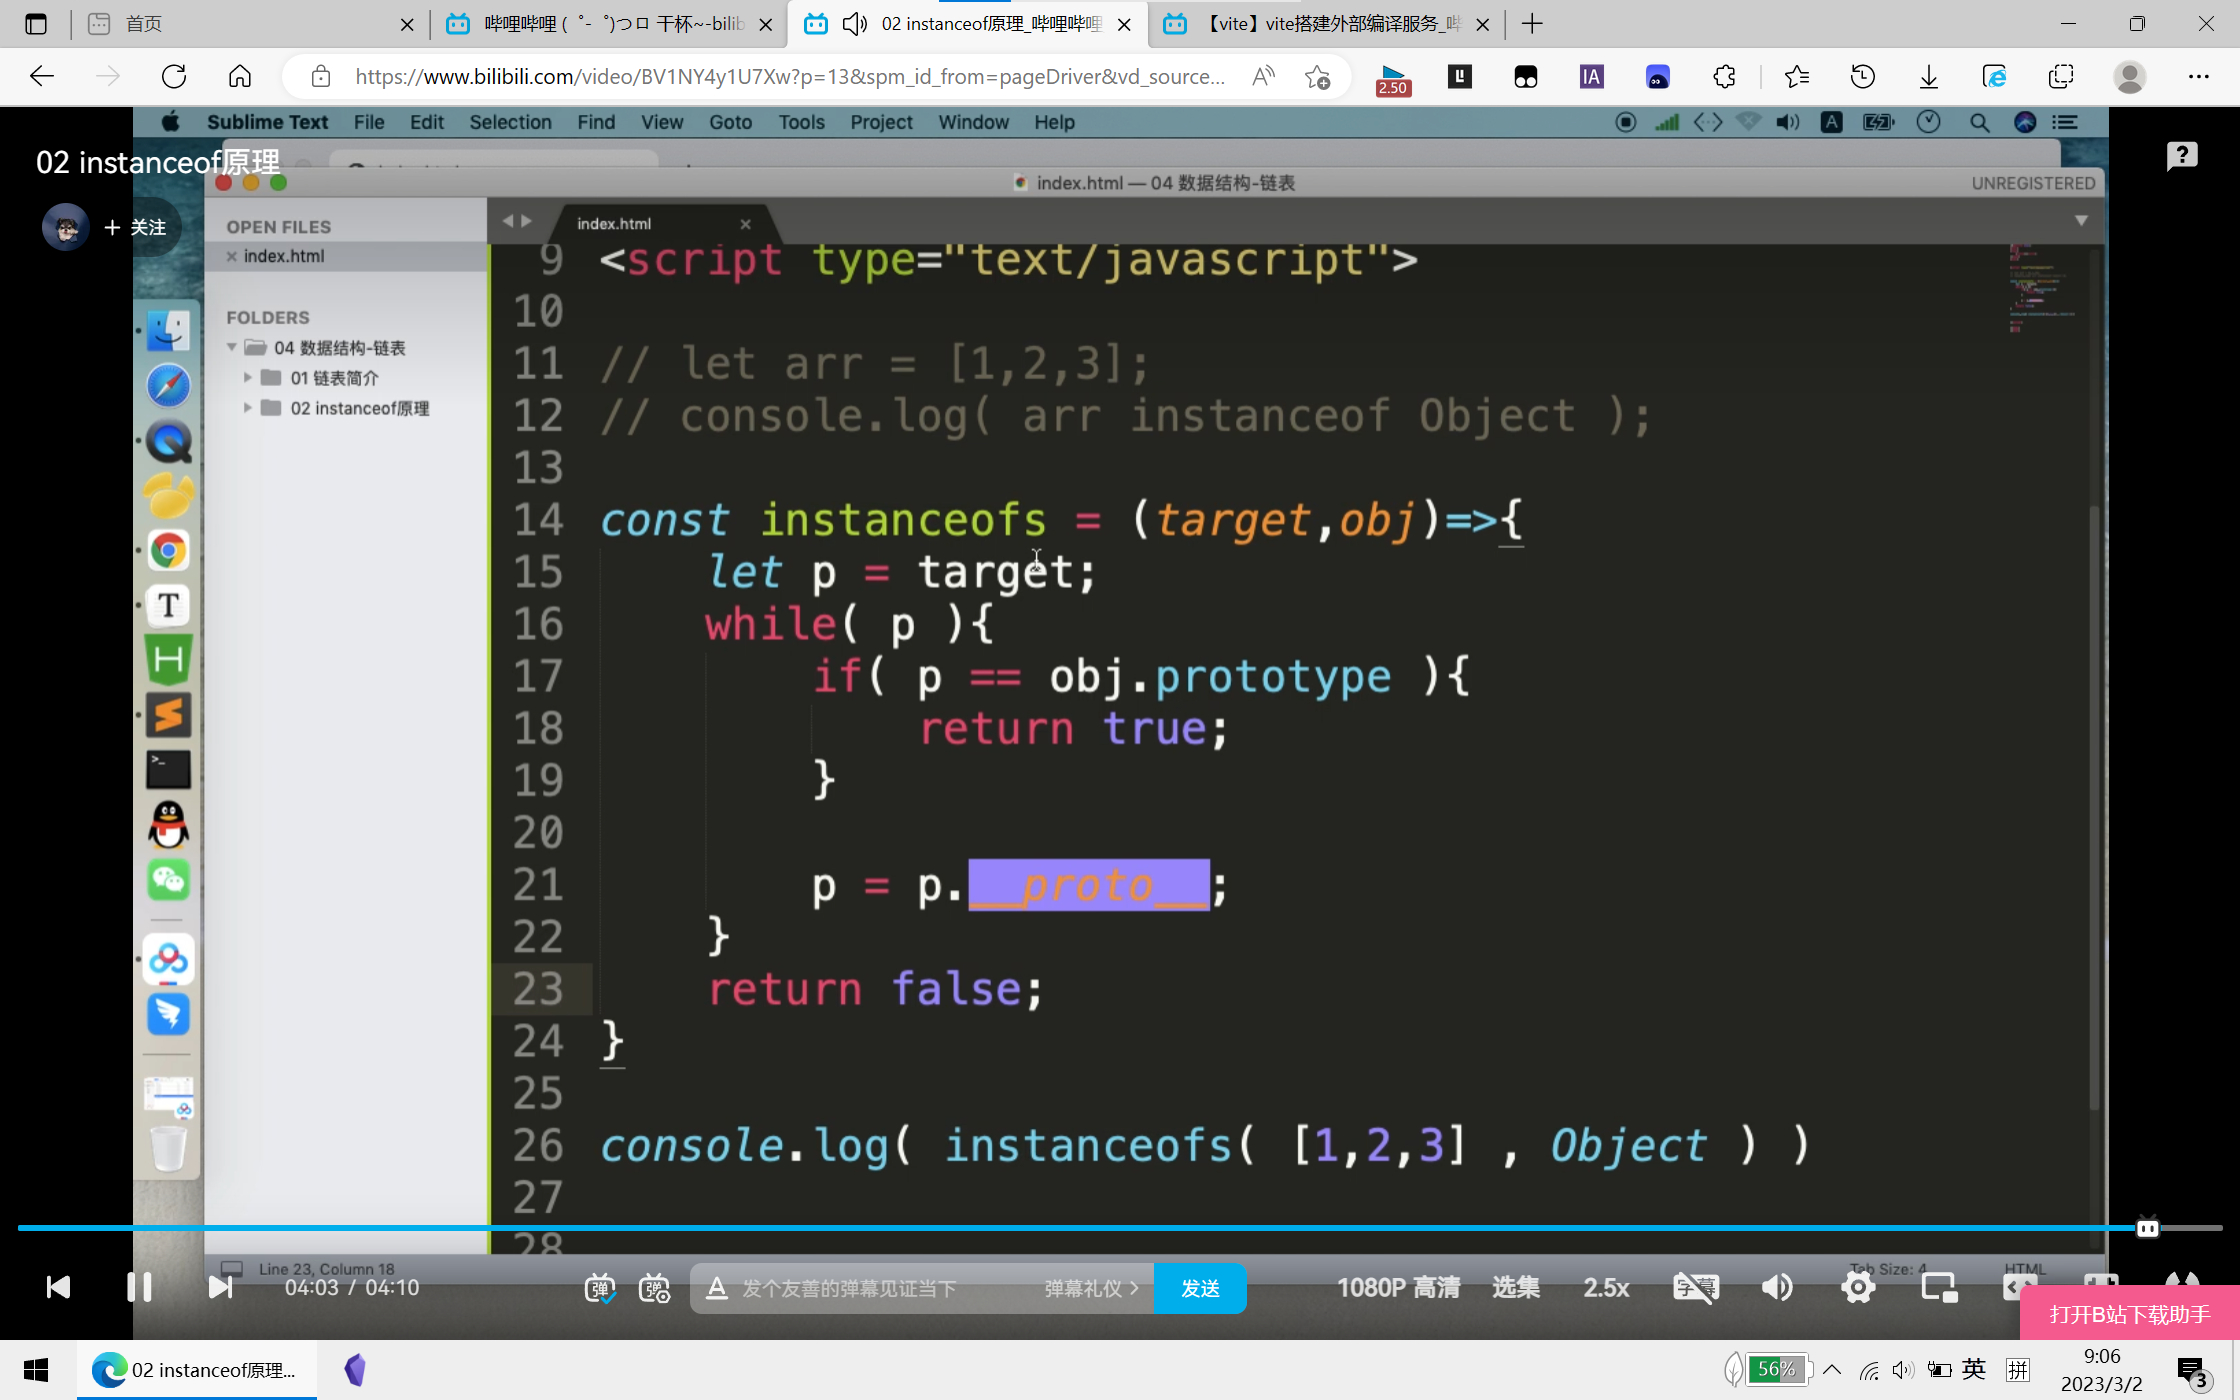 首页
哔哩哔哩 (゜-゜)つロ 干杯~-bilib
02 instanceof原理_哔哩哔哩
【vite】vite搭建外部编译服务_哔
https://www.bilibili.com/video/BV1NY4y1U7Xw?p=13&spm_id_from=pageDriver&vd_source...
2.50
IA
Sublime Text File Edit Selection Find View Goto Tools Project Window Help
A
02 instanceof原理
index.html — 04 数据结构-链表
UNREGISTERED
+ 关注
OPEN FILES
index.html
× index.html
FOLDERS
04 数据结构-链表
01 链表简介
02 instanceof原理
9 <script type="text/javascript">
10
11 // let arr = [1,2,3];
12 // console.log( arr instanceof Object );
13
14 const instanceofs = (target,obj)=>{
15 let p = target;
16 while( p ){
17 if( p == obj.prototype ){
18 return true;
19 }
20
21 p = p.__proto__;
22 }
23 return false;
24 }
25
26 console.log( instanceofs( [1,2,3] , Object ) )
27
28
Line 23, Column 18
Tab Size: 4
HTML
04:03 / 04:10
弹
弹
A 发个友善的弹幕见证当下
弹幕礼仪 >
发送
1080P 高清
选集
2.5x
字幕
打开B站下载助手
02 instanceof原理...
56%
英
拼
9:06
2023/3/2
3